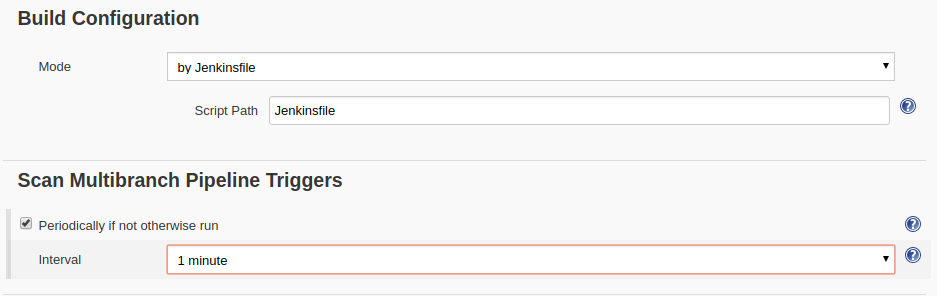 Build Configuration
Mode
by Jenkinsfile
Script Path
Jenkinsfile
?
Scan Multibranch Pipeline Triggers
Periodically if not otherwise run
?
Interval
1 minute
?